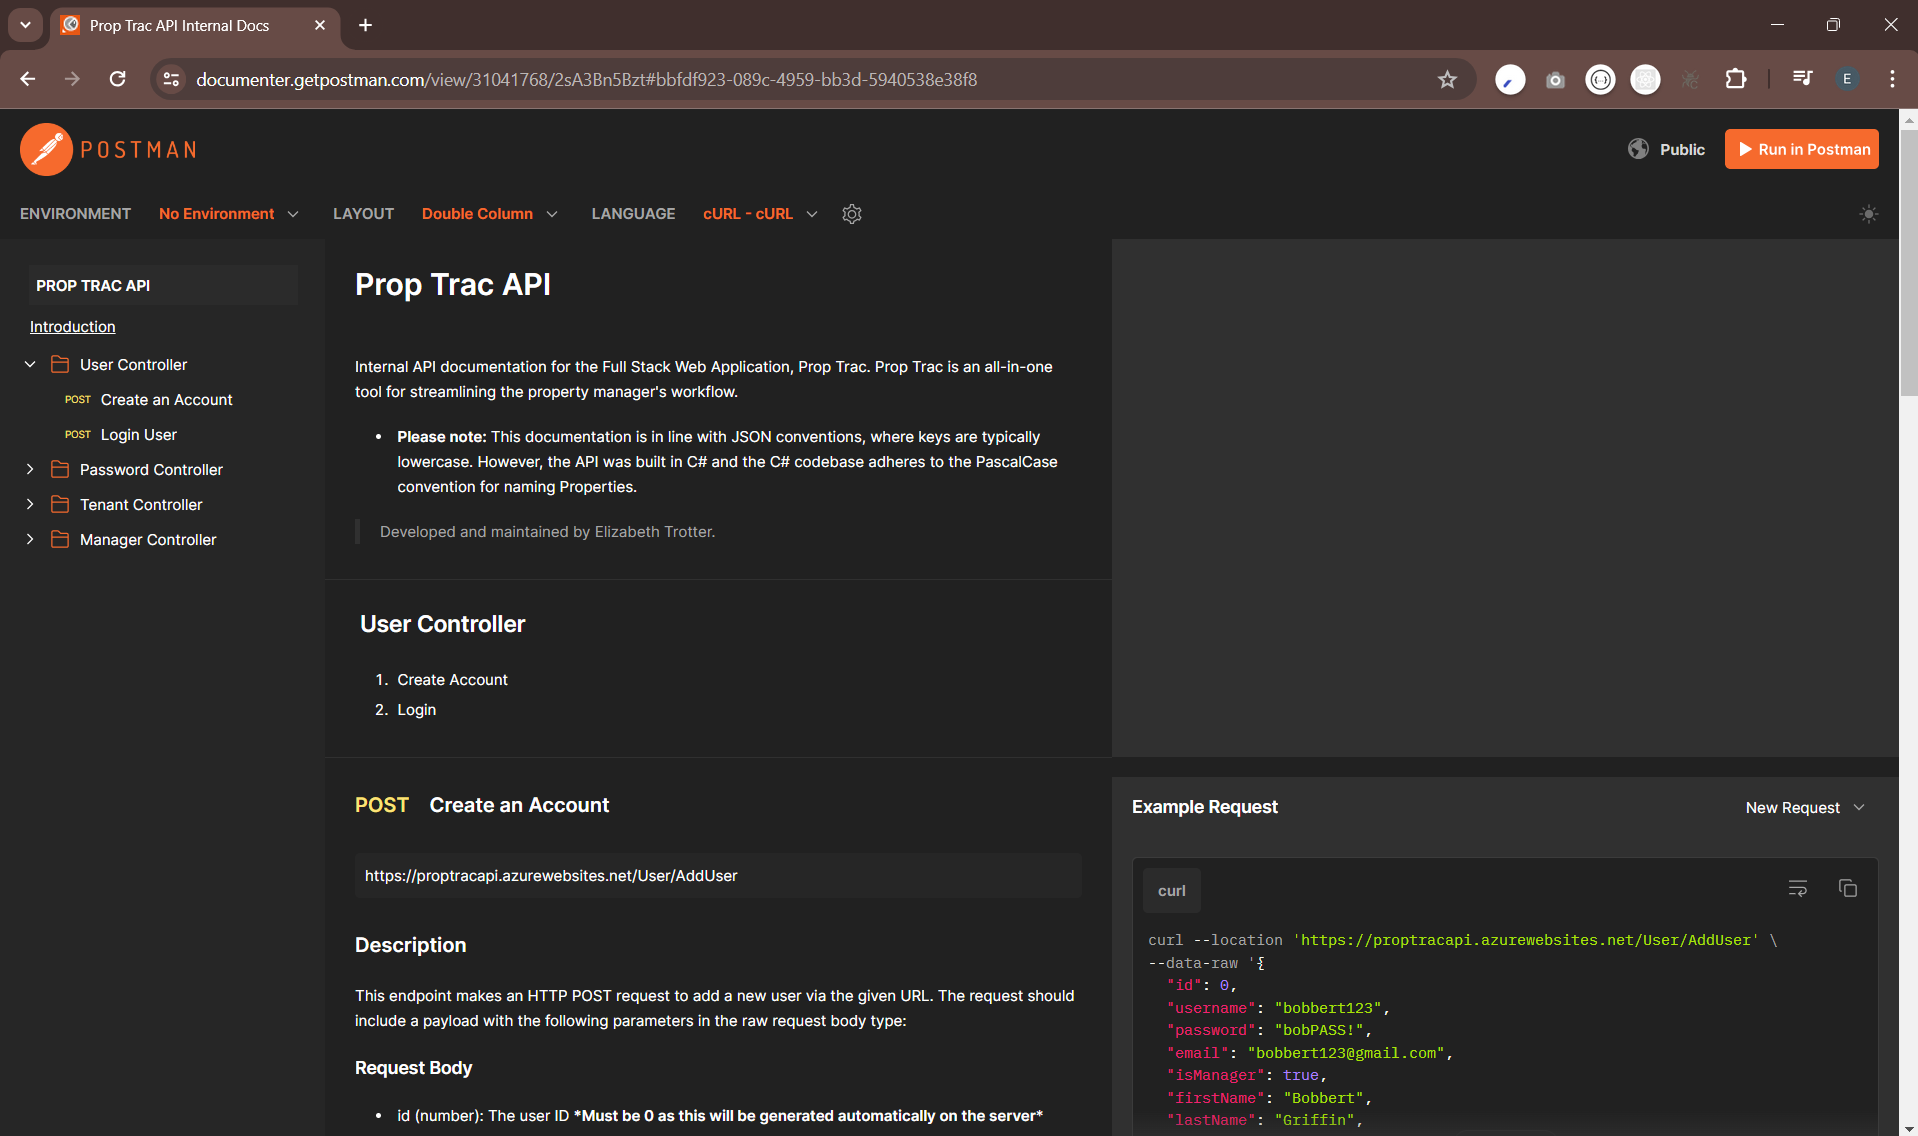 Prop Trac API Internal Docs
documenter.getpostman.com/view/31041768/2sA3Bn5Bzt#bbfdf923-089c-4959-bb3d-5940538e38f8
E
POSTMAN
Public
Run in Postman
ENVIRONMENT No Environment LAYOUT Double Column LANGUAGE cURL - cURL
PROP TRAC API
Introduction
User Controller
POST Create an Account
POST Login User
Password Controller
Tenant Controller
Manager Controller
Prop Trac API
Internal API documentation for the Full Stack Web Application, Prop Trac. Prop Trac is an all-in-one
tool for streamlining the property manager's workflow.
• Please note: This documentation is in line with JSON conventions, where keys are typically
lowercase. However, the API was built in C# and the C# codebase adheres to the PascalCase
convention for naming Properties.
Developed and maintained by Elizabeth Trotter.
User Controller
1. Create Account
2. Login
POST Create an Account
https://proptracapi.azurewebsites.net/User/AddUser
Description
This endpoint makes an HTTP POST request to add a new user via the given URL. The request should
include a payload with the following parameters in the raw request body type:
Request Body
• id (number): The user ID *Must be 0 as this will be generated automatically on the server*
Example Request
New Request
curl
curl --location 'https://proptracapi.azurewebsites.net/User/AddUser' \
--data-raw '{
"id": 0,
"username": "bobbert123",
"password": "bobPASS!",
"email": "bobbert123@gmail.com",
"isManager": true,
"firstName": "Bobbert",
"lastName": "Griffin",